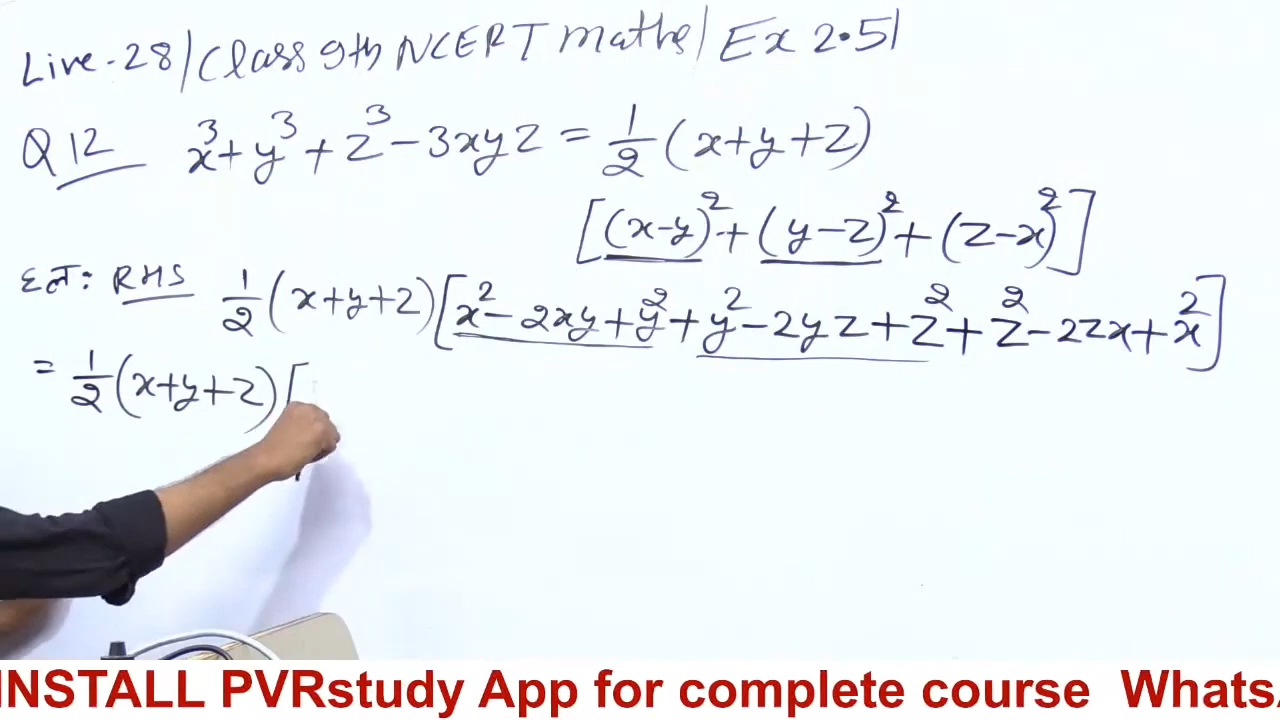 Live-28/Class 9th NCERT maths/Ex 2.5/
Q 12 x³+y³+z³-3xyz = 1/2 (x+y+z)
[(x-y)²+(y-z)²+(z-x)²]
हल: RHS 1/2 (x+y+z)[x²-2xy+y²+y²-2yz+z²+z²-2zx+x²]
= 1/2 (x+y+z)[
INSTALL PVRstudy App for complete course Whats